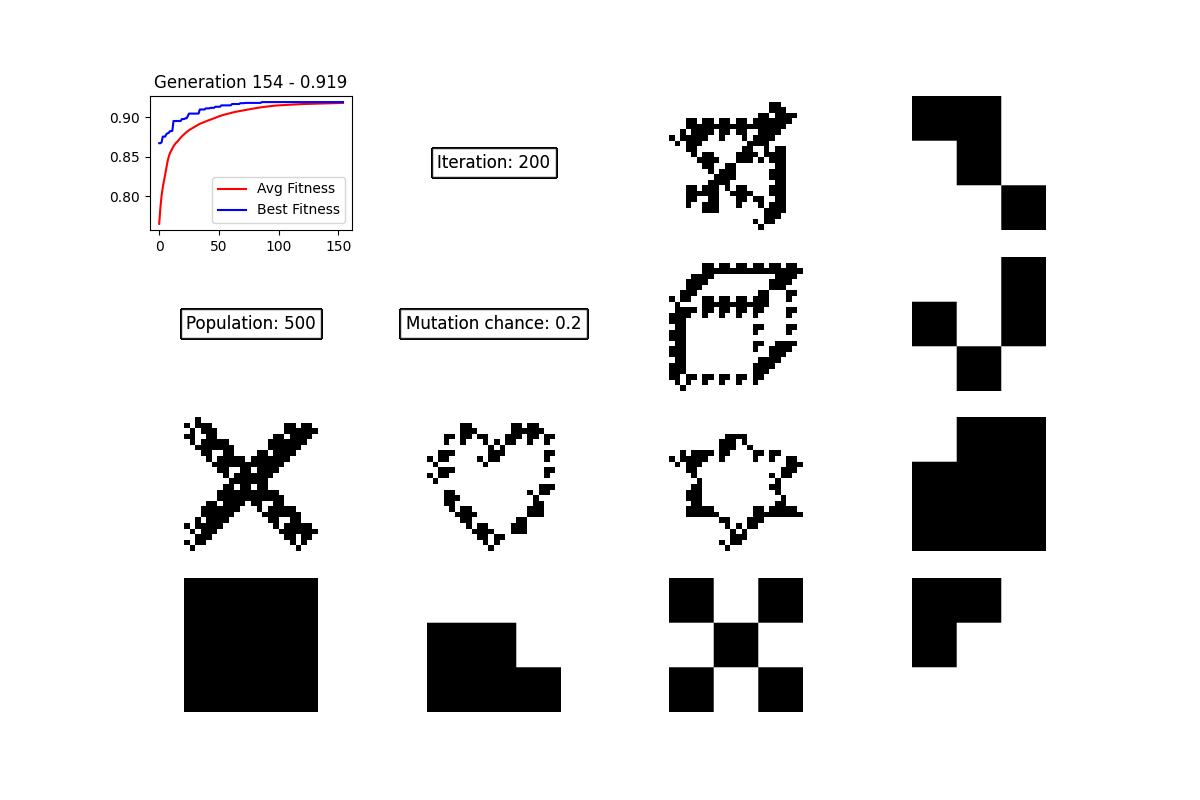 Generation 154 - 0.919
0.90
0.85
0.80
Avg Fitness
Best Fitness
0 50 100 150
Iteration: 200
Population: 500
Mutation chance: 0.2